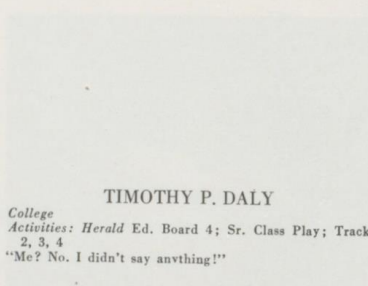 TIMOTHY P. DALY
College
Activities: Herald Ed. Board 4; Sr. Class Play; Track
2, 3, 4
"Me? No. I didn't say anything!"